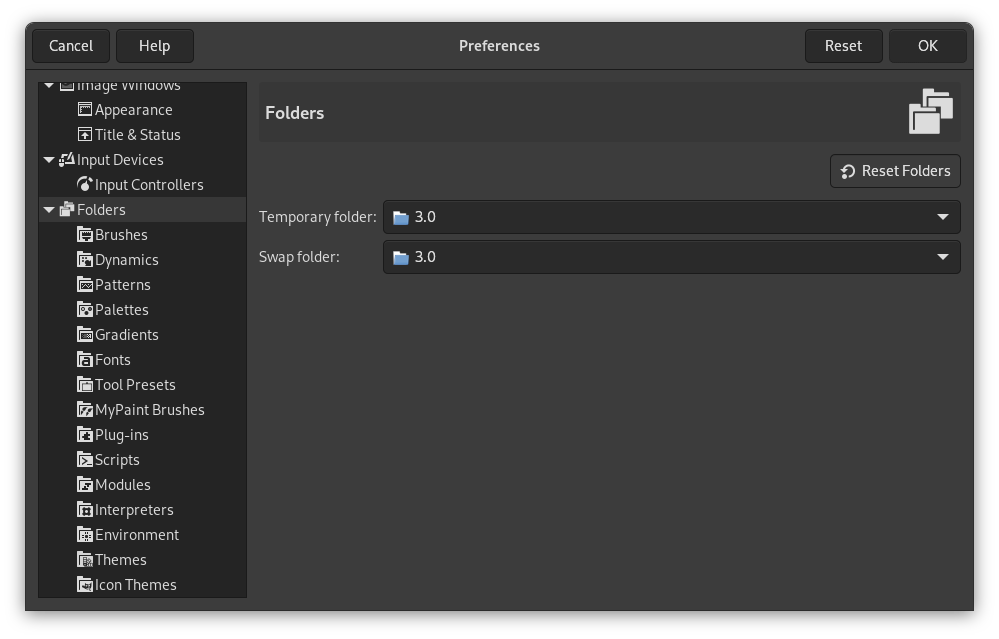 Cancel
Help
Preferences
Reset
OK
Image Windows
Appearance
Title & Status
Input Devices
Input Controllers
Folders
Brushes
Dynamics
Patterns
Palettes
Gradients
Fonts
Tool Presets
MyPaint Brushes
Plug-ins
Scripts
Modules
Interpreters
Environment
Themes
Icon Themes
Folders
Reset Folders
Temporary folder: 3.0
Swap folder: 3.0